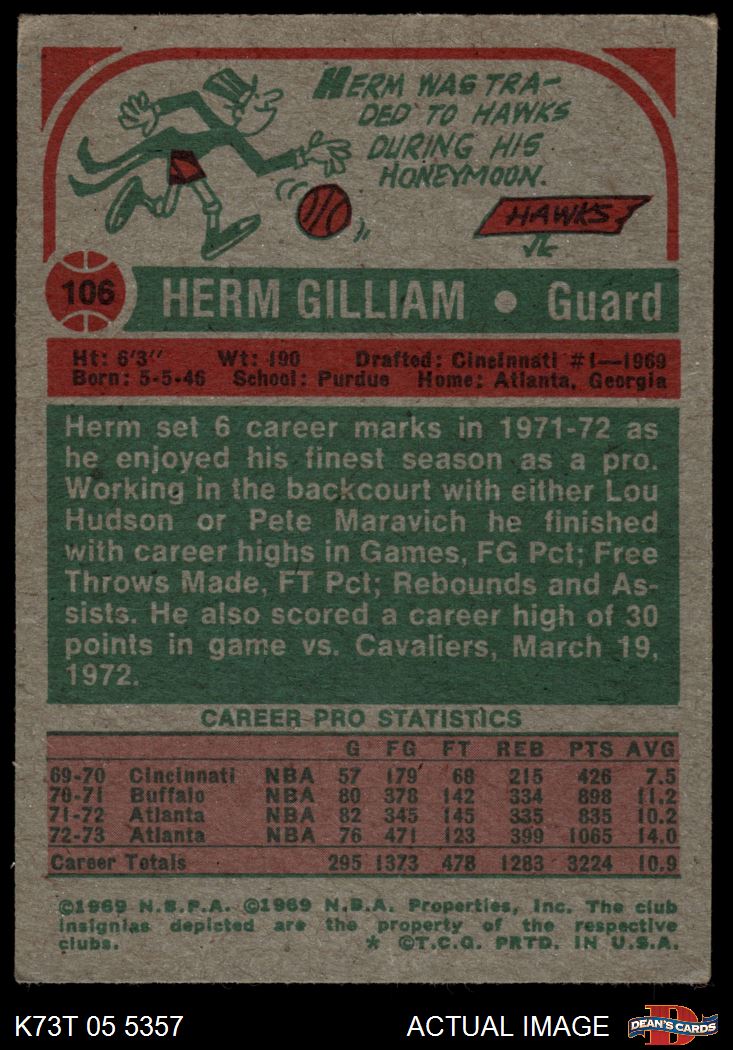 HERM WAS TRA-
DED TO HAWKS
DURING HIS
HONEYMOON.
HAWKS
106 HERM GILLIAM • Guard
Ht: 6'3" Wt: 190 Drafted: Cincinnati #1—1969
Born: 5-5-46 School: Purdue Home: Atlanta, Georgia
Herm set 6 career marks in 1971-72 as
he enjoyed his finest season as a pro.
Working in the backcourt with either Lou
Hudson or Pete Maravich he finished
with career highs in Games, FG Pct; Free
Throws Made, FT Pct; Rebounds and As-
sists. He also scored a career high of 30
points in game vs. Cavaliers, March 19,
1972.
CAREER PRO STATISTICS
G FG FT REB PTS AVG
69-70 Cincinnati NBA 57 179 68 215 426 7.5
70-71 Buffalo NBA 80 378 142 334 898 11.2
71-72 Atlanta NBA 82 345 145 335 835 10.2
72-73 Atlanta NBA 76 471 123 399 1065 14.0
Career Totals 295 1373 478 1283 3224 10.9
©1969 N.B.P.A. ©1969 N.B.A. Properties, Inc. The club
insignias depicted are the property of the respective
clubs. * ©T.C.G. PRTD. IN U.S.A.
K73T 05 5357 ACTUAL IMAGE DEAN'S CARDS